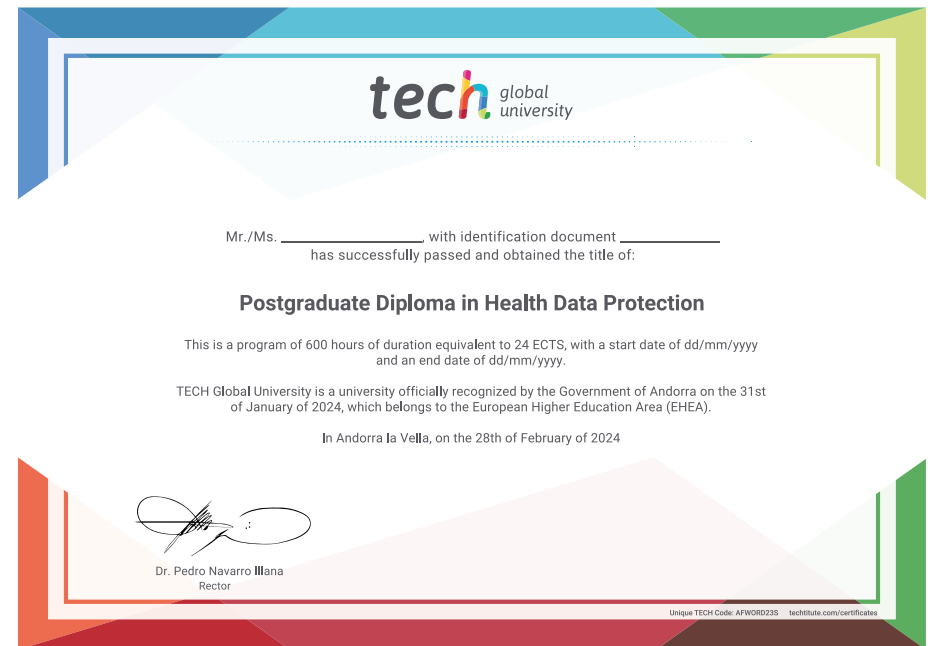 tech global university
Mr./Ms. ____________, with identification document ____________
has successfully passed and obtained the title of:
Postgraduate Diploma in Health Data Protection
This is a program of 600 hours of duration equivalent to 24 ECTS, with a start date of dd/mm/yyyy
and an end date of dd/mm/yyyy.
TECH Global University is a university officially recognized by the Government of Andorra on the 31st
of January of 2024, which belongs to the European Higher Education Area (EHEA).
In Andorra la Vella, on the 28th of February of 2024
Dr. Pedro Navarro Illana
Rector
Unique TECH Code: AFWORD23S techtitute.com/certificates